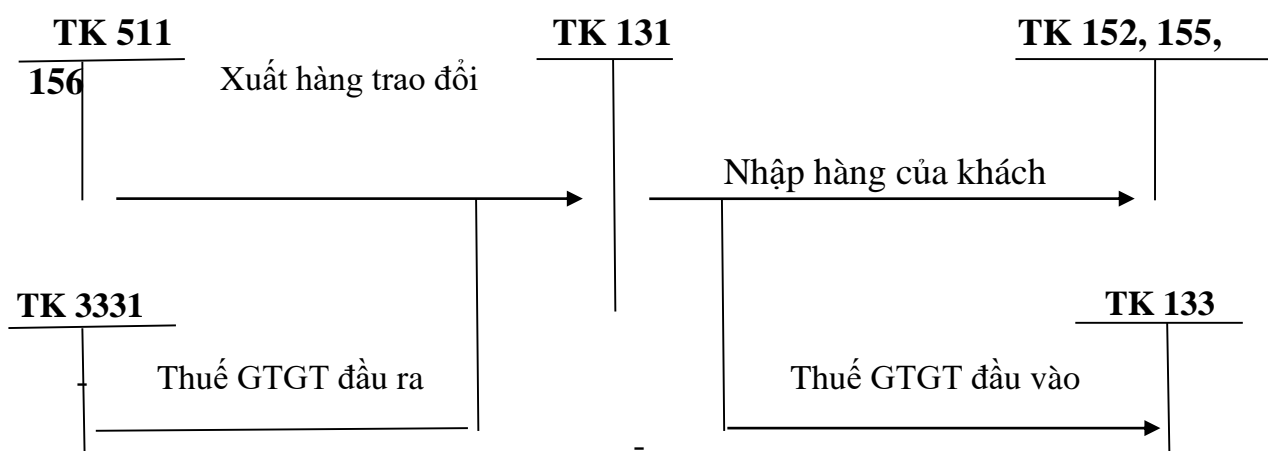 TK 511 TK 131 TK 152, 155,
156 Xuất hàng trao đổi
Nhập hàng của khách
TK 3331 TK 133
- Thuế GTGT đầu ra Thuế GTGT đầu vào
-